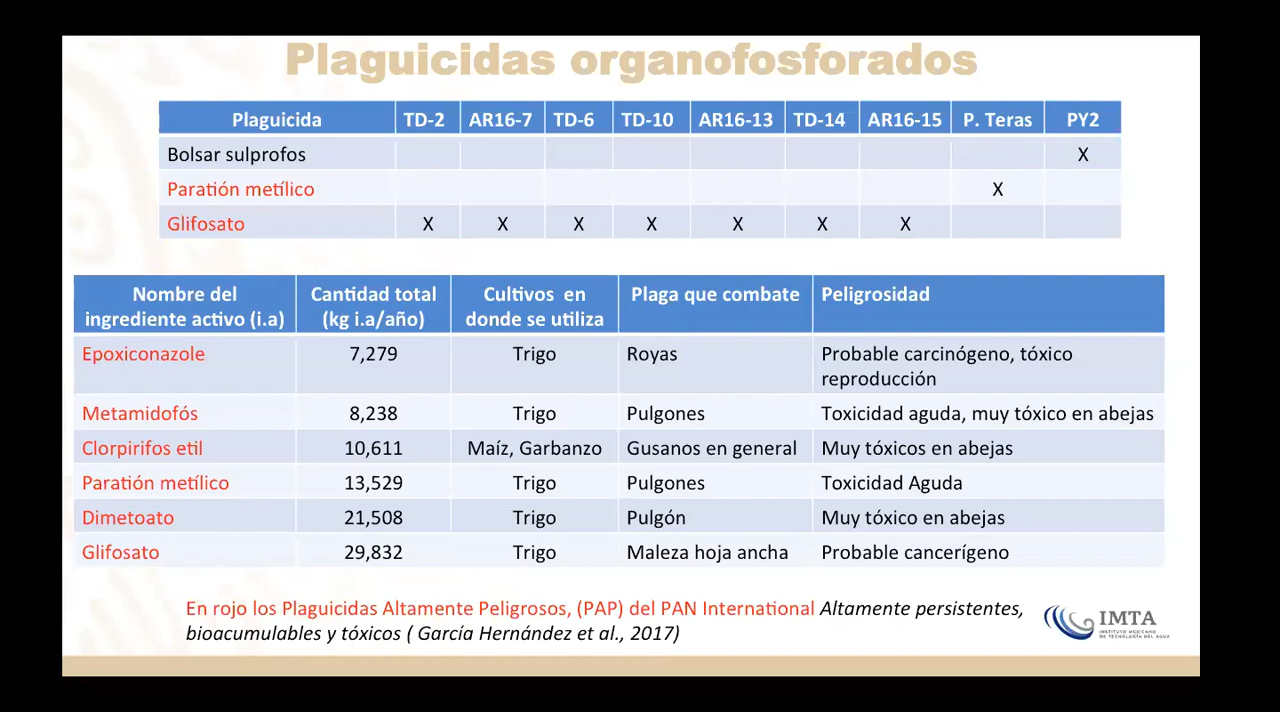 Plaguicidas organofosforados
Plaguicida TD-2 AR16-7 TD-6 TD-10 AR16-13 TD-14 AR16-15 P. Teras PY2
Bolsar sulprofos X
Paratión metílico X
Glifosato X X X X X X X
Nombre del ingrediente activo (i.a) Cantidad total (kg i.a/año) Cultivos en donde se utiliza Plaga que combate Peligrosidad
Epoxiconazole 7,279 Trigo Royas Probable carcinógeno, tóxico reproducción
Metamidofós 8,238 Trigo Pulgones Toxicidad aguda, muy tóxico en abejas
Clorpirifos etil 10,611 Maíz, Garbanzo Gusanos en general Muy tóxicos en abejas
Paratión metílico 13,529 Trigo Pulgones Toxicidad Aguda
Dimetoato 21,508 Trigo Pulgón Muy tóxico en abejas
Glifosato 29,832 Trigo Maleza hoja ancha Probable cancerígeno
En rojo los Plaguicidas Altamente Peligrosos, (PAP) del PAN International Altamente persistentes,
bioacumulables y tóxicos ( García Hernández et al., 2017)
IMTA
INSTITUTO MEXICANO
DE TECNOLOGÍA DEL AGUA